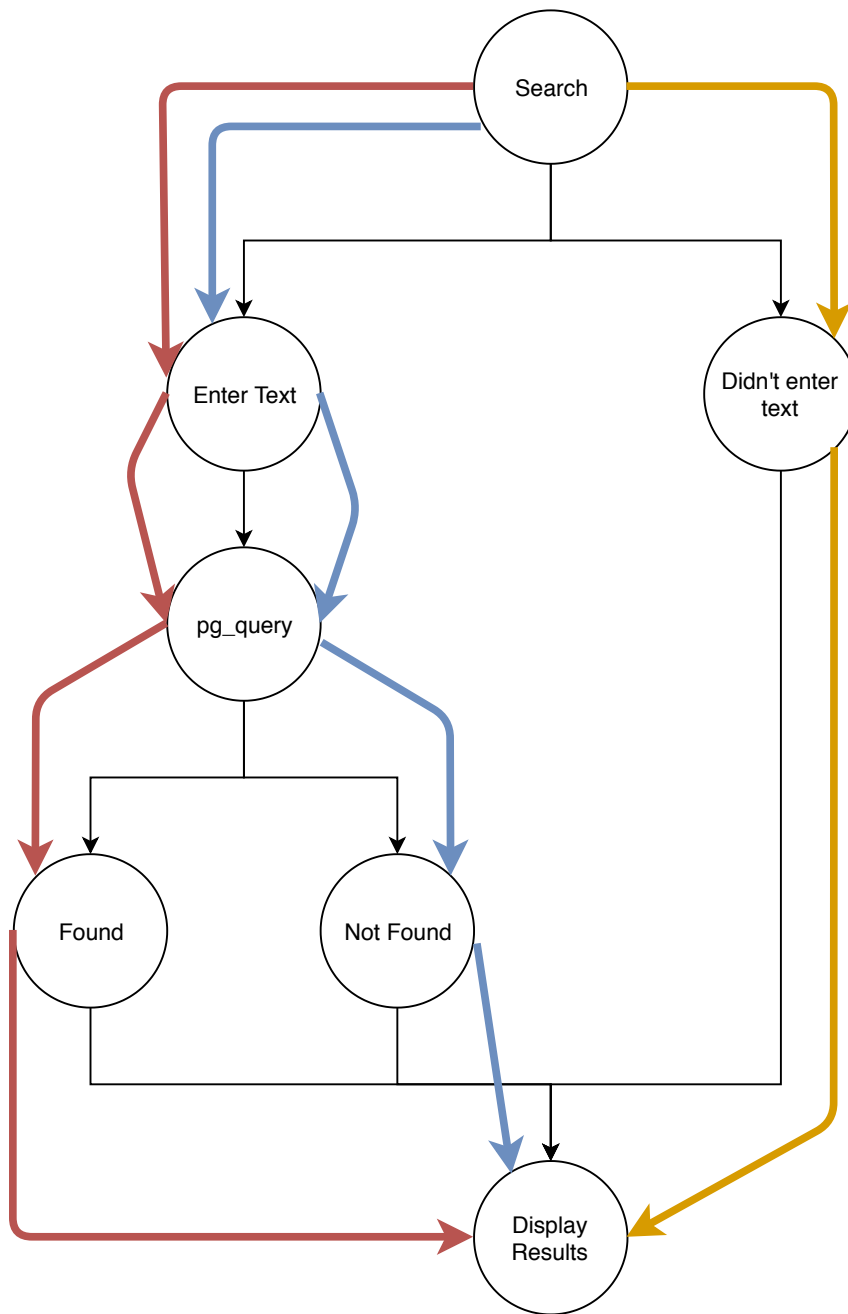 Search
Enter Text
Didn't enter
text
pg_query
Found
Not Found
Display
Results